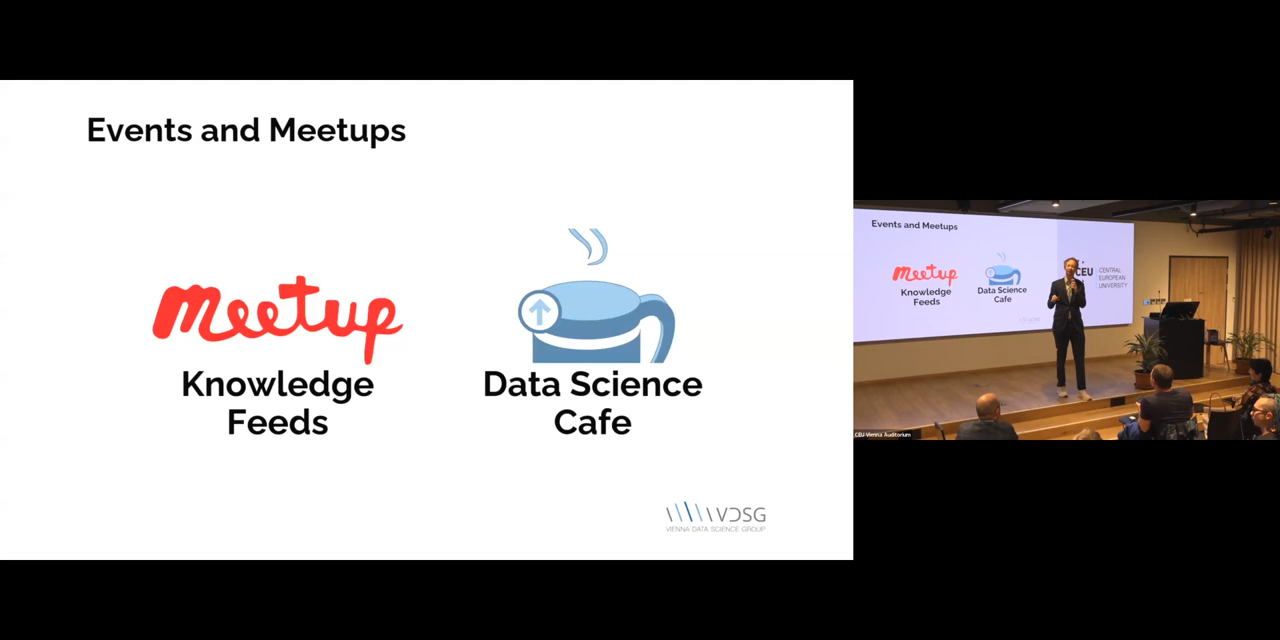 Events and Meetups
meetup
Knowledge
Feeds
Data Science
Cafe
VDSG
VIENNA DATA SCIENCE GROUP
Events and Meetups
meetup
Knowledge
Feeds
Data Science
Cafe
CEU
CENTRAL
EUROPEAN
UNIVERSITY
CEU Vienna Auditorium